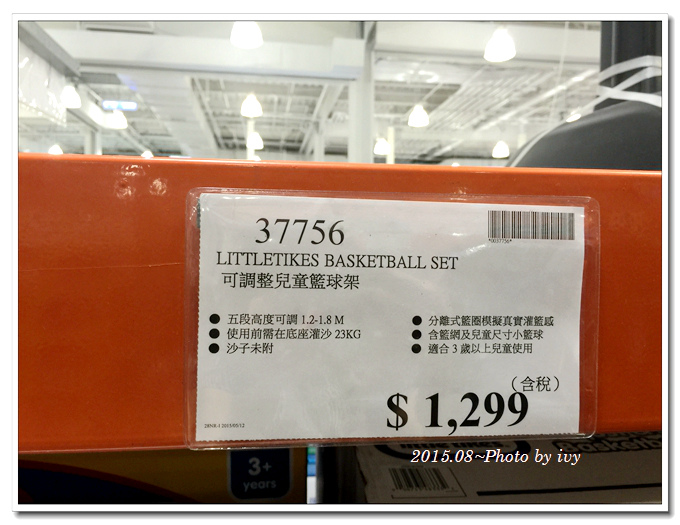 37756
*0037756*
LITTLETIKES BASKETBALL SET
可調整兒童籃球架
● 五段高度可調 1.2-1.8 M
● 使用前需在底座灌沙 23KG
● 沙子未附
● 分離式籃圈模擬真實灌籃感
● 含籃網及兒童尺寸小籃球
● 適合 3 歲以上兒童使用
(含稅)
$ 1,299
2015.08~Photo by ivy
3+
years